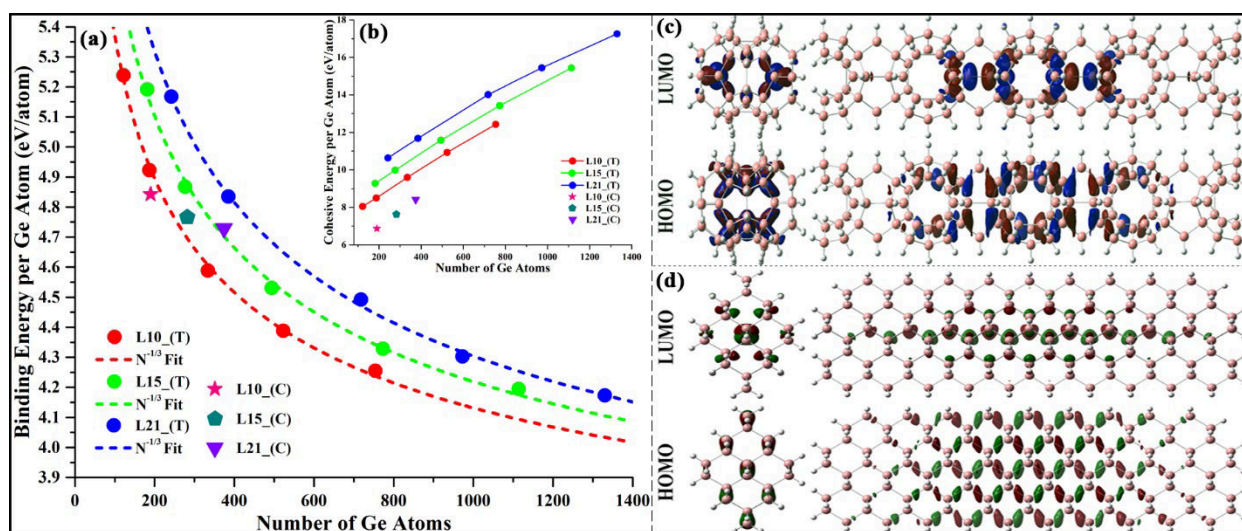 (a)
Binding Energy per Ge Atom (eV/atom)
5.4
5.3
5.2
5.1
5.0
4.9
4.8
4.7
4.6
4.5
4.4
4.3
4.2
4.1
4.0
3.9
L10_(T)
N^-1/3 Fit
L15_(T)
N^-1/3 Fit
L21_(T)
N^-1/3 Fit
L10_(C)
L15_(C)
L21_(C)
0 200 400 600 800 1000 1200 1400
Number of Ge Atoms
(b)
Cohesive Energy per Ge Atom (eV/atom)
18
16
14
12
10
8
6
L10_(T)
L15_(T)
L21_(T)
L10_(C)
L15_(C)
L21_(C)
200 400 600 800 1000 1200 1400
Number of Ge Atoms
(c)
LUMO
HOMO
(d)
LUMO
HOMO